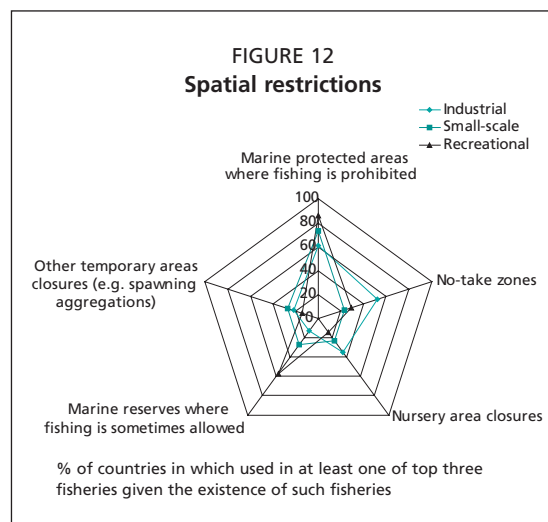 FIGURE 12
Spatial restrictions
Industrial
Small-scale
Recreational
Marine protected areas
where fishing is prohibited
100
80
60
40
20
0
Other temporary areas
closures (e.g. spawning
aggregations)
No-take zones
Marine reserves where
fishing is sometimes allowed
Nursery area closures
% of countries in which used in at least one of top three
fisheries given the existence of such fisheries